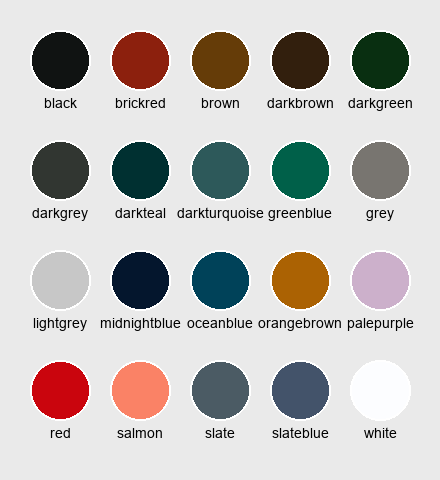 black brickred brown darkbrown darkgreen
darkgrey darkteal darkturquoise greenblue grey
lightgrey midnightblue oceanblue orangebrown palepurple
red salmon slate slateblue white